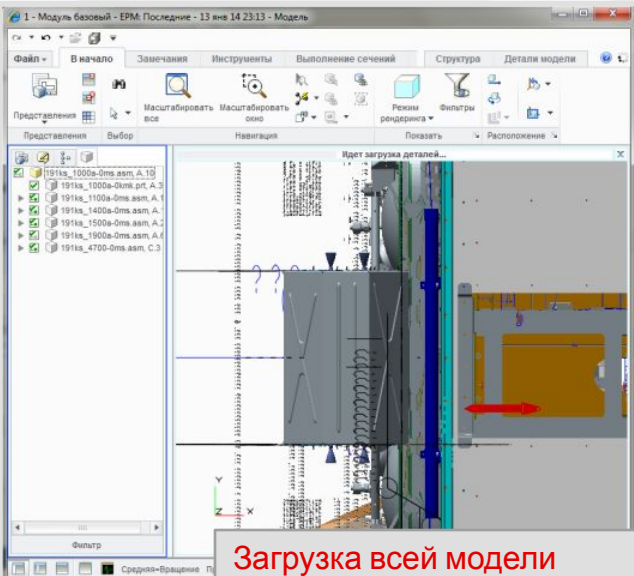 1 - Модуль базовый - EPM: Последние - 13 янв 14 23:13 - Модель
Файл
В начало
Замечания
Инструменты
Выполнение сечений
Структура
Детали модели
Представления
Масштабировать все
Масштабировать окно
Режим рендеринга
Фильтры
Представления
Выбор
Навигация
Показать
Расположение
Идет загрузка деталей...
191ks_1000a-0ms.asm, A.10
191ks_1000a-0kmk.prt, A.3
191ks_1100a-0ms.asm, A.1
191ks_1400a-0ms.asm, A.
191ks_1500a-0ms.asm, A.2
191ks_1900a-0ms.asm, A.6
191ks_4700-0ms.asm, C.3
Y
Z
X
Фильтр
Средняя=Вращение
Загрузка всей модели